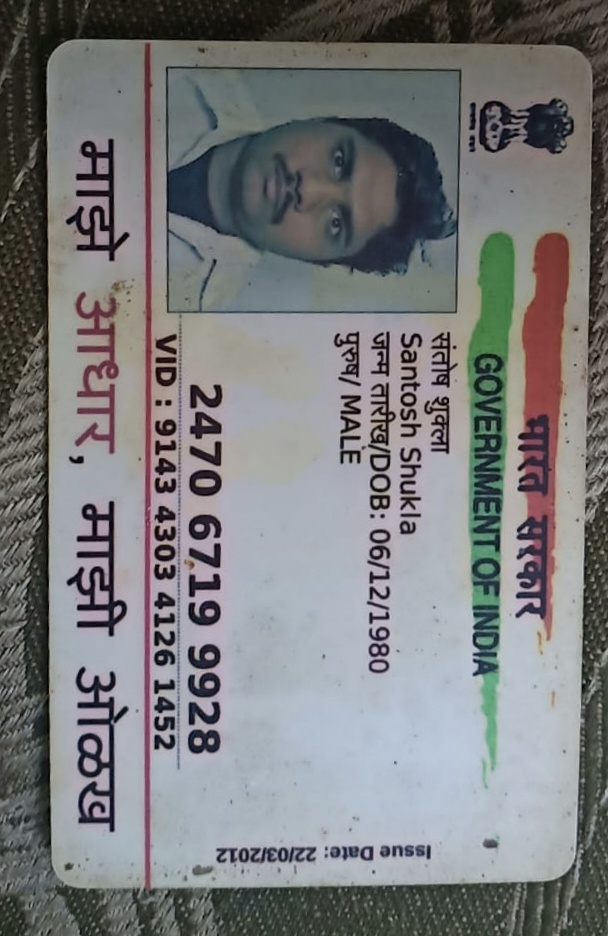 भारत सरकार
GOVERNMENT OF INDIA
संतोष शुक्ला
Santosh Shukla
जन्म तारीख/DOB: 06/12/1980
पुरुष/ MALE
2470 6719 9928
VID : 9143 4303 4126 1452
माझे आधार, माझी ओळख
Issue Date: 22/03/2012